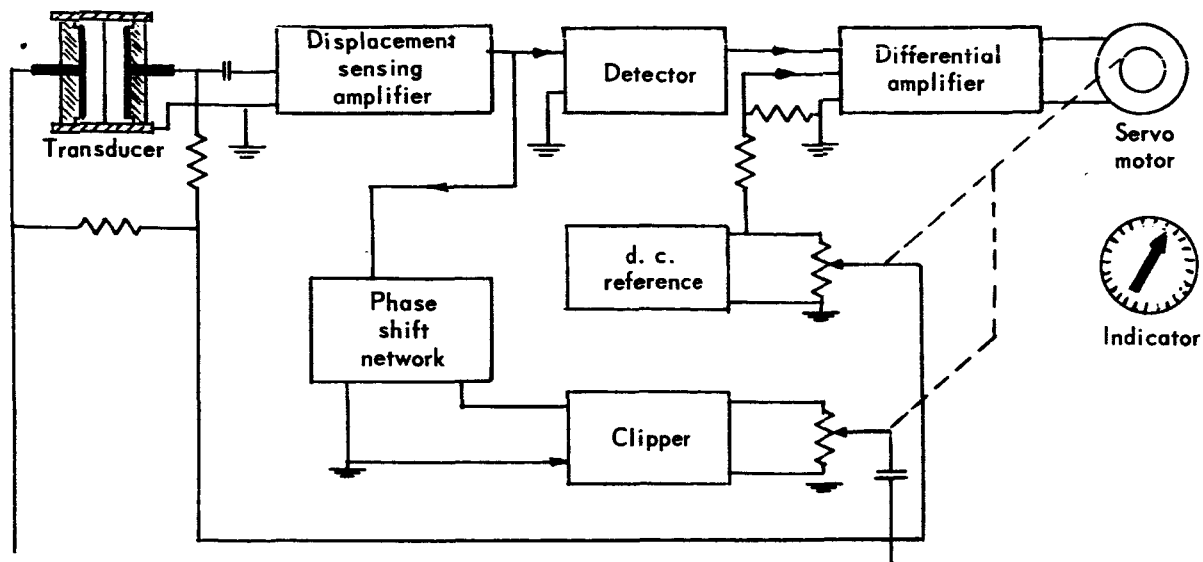 Displacement
sensing
amplifier
Detector
Differential
amplifier
Transducer
Servo
motor
d. c.
reference
Phase
shift
network
Indicator
Clipper